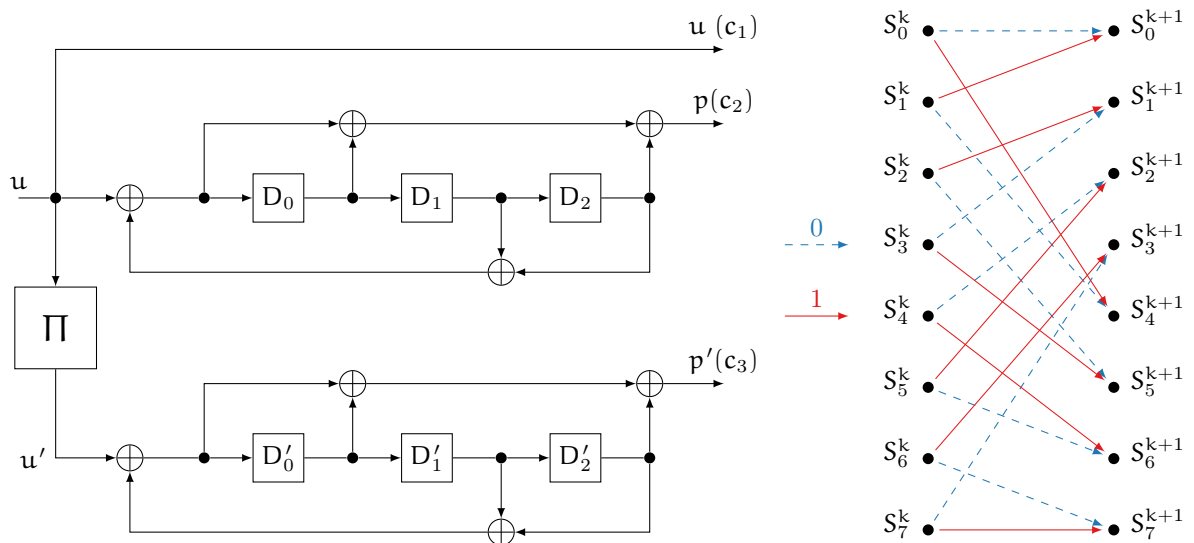 u (c₁)
p(c₂)
u
D₀
D₁
D₂
Π
p′(c₃)
u′
D′₀
D′₁
D′₂
0
1
S₀ᵏ
S₀ᵏ⁺¹
S₁ᵏ
S₁ᵏ⁺¹
S₂ᵏ
S₂ᵏ⁺¹
S₃ᵏ
S₃ᵏ⁺¹
S₄ᵏ
S₄ᵏ⁺¹
S₅ᵏ
S₅ᵏ⁺¹
S₆ᵏ
S₆ᵏ⁺¹
S₇ᵏ
S₇ᵏ⁺¹